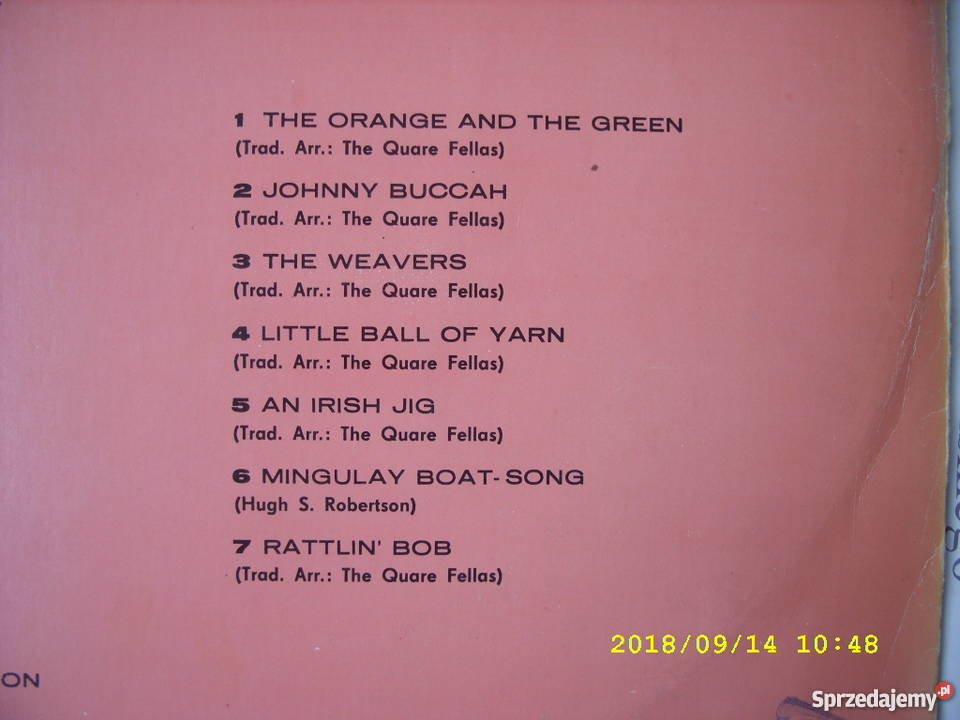 1 THE ORANGE AND THE GREEN
(Trad. Arr.: The Quare Fellas)
2 JOHNNY BUCCAH
(Trad. Arr.: The Quare Fellas)
3 THE WEAVERS
(Trad. Arr.: The Quare Fellas)
4 LITTLE BALL OF YARN
(Trad. Arr.: The Quare Fellas)
5 AN IRISH JIG
(Trad. Arr.: The Quare Fellas)
6 MINGULAY BOAT-SONG
(Hugh S. Robertson)
7 RATTLIN' BOB
(Trad. Arr.: The Quare Fellas)
2018/09/14 10:48
ON
Sprzedajemy.pl